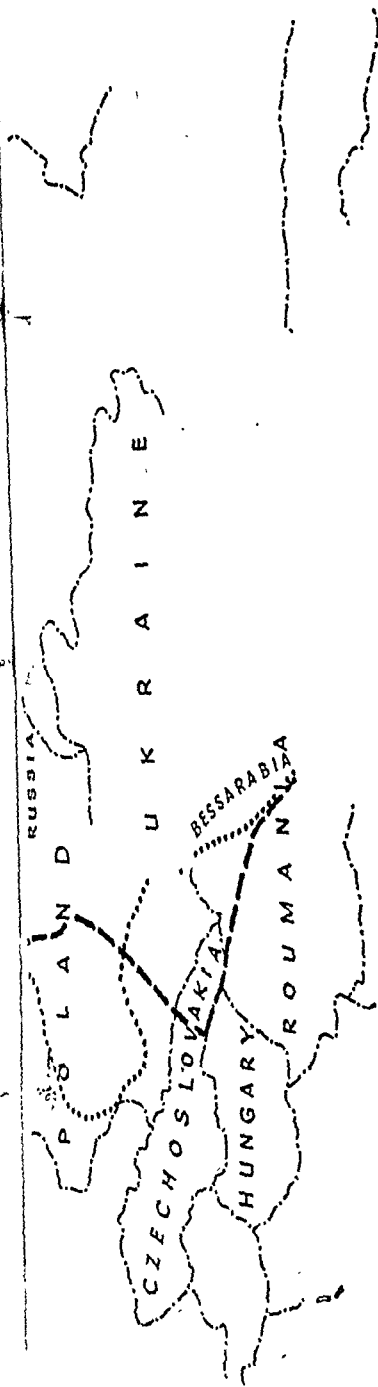 RUSSIA
POLAND
UKRAINE
BESSARABIA
CZECHOSLOVAKIA
ROUMANIA
HUNGARY